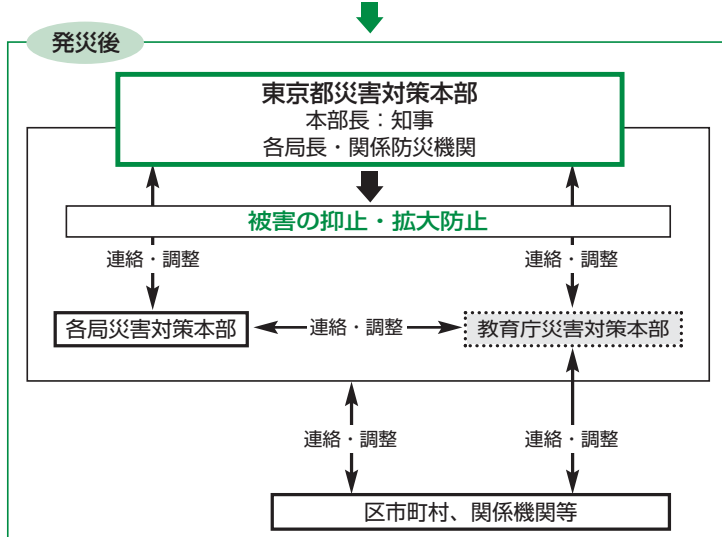 発災後
東京都災害対策本部
本部長：知事
各局長・関係防災機関
被害の抑止・拡大防止
連絡・調整
連絡・調整
各局災害対策本部
連絡・調整
教育庁災害対策本部
連絡・調整
連絡・調整
区市町村、関係機関等